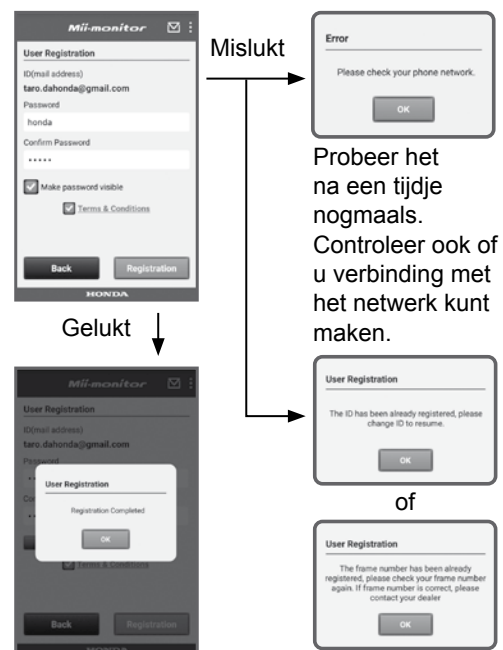 Mii-monitor
User Registration
ID(mail address)
taro.dahonda@gmail.com
Password
honda
Confirm Password
•••••
Make password visible
Terms & Conditions
Back
Registration
HONDA
Mislukt
Error
Please check your phone network.
OK
Probeer het
na een tijdje
nogmaals.
Controleer ook of
u verbinding met
het netwerk kunt
maken.
Gelukt
Mii-monitor
User Registration
ID(mail address)
taro.dahonda@gmail.com
Password
User Registration
Registration Completed
OK
Terms & Conditions
Back
Registration
HONDA
User Registration
The ID has been already registered, please
change ID to resume.
OK
of
User Registration
The frame number has been already
registered, please check your frame number
again. If frame number is correct, please
contact your dealer
OK